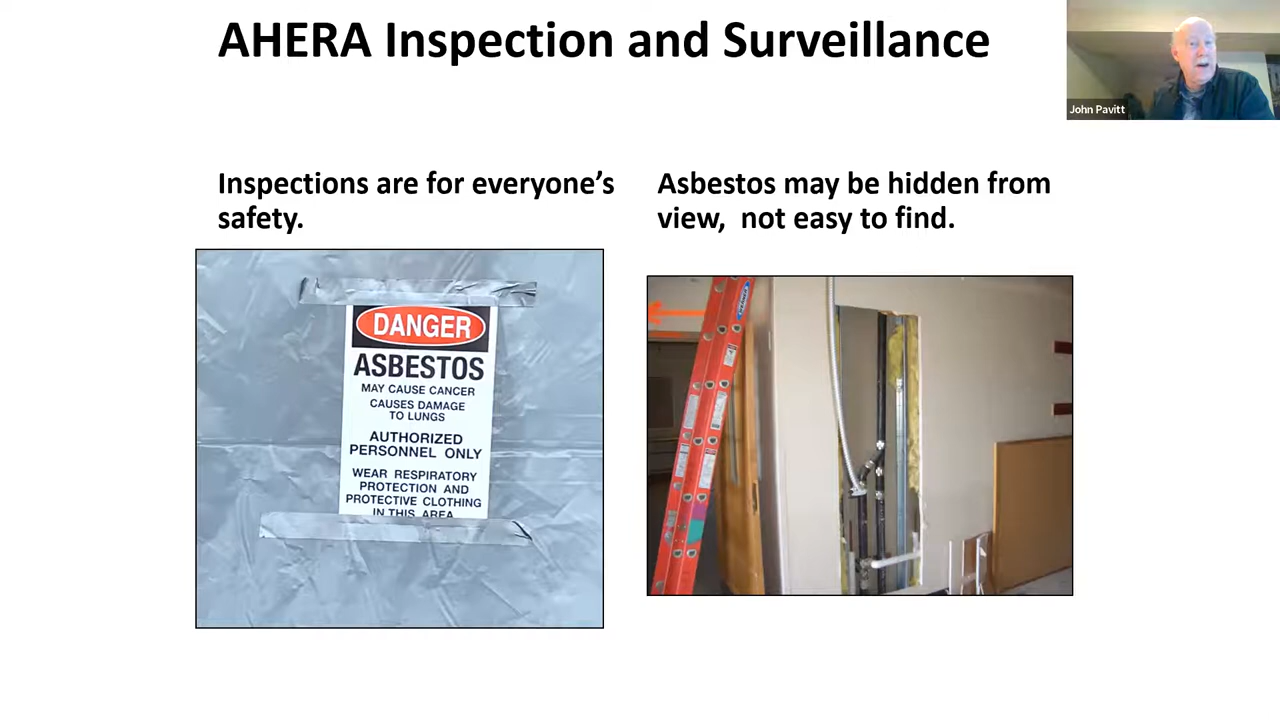 AHERA Inspection and Surveillance
John Pavitt
Inspections are for everyone’s
safety.
Asbestos may be hidden from
view, not easy to find.
DANGER
ASBESTOS
MAY CAUSE CANCER
CAUSES DAMAGE
TO LUNGS
AUTHORIZED
PERSONNEL ONLY
WEAR RESPIRATORY
PROTECTION AND
PROTECTIVE CLOTHING
IN THIS AREA